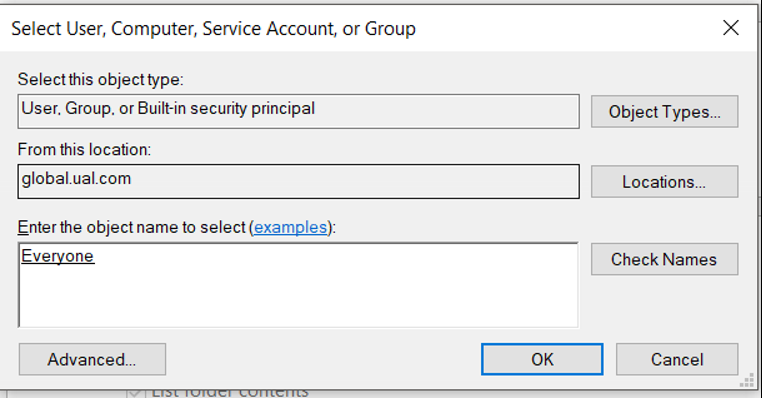 Select User, Computer, Service Account, or Group
Select this object type:
User, Group, or Built-in security principal
Object Types...
From this location:
global.ual.com
Locations...
Enter the object name to select (examples):
Everyone
Check Names
Advanced...
OK
Cancel
List folder contents